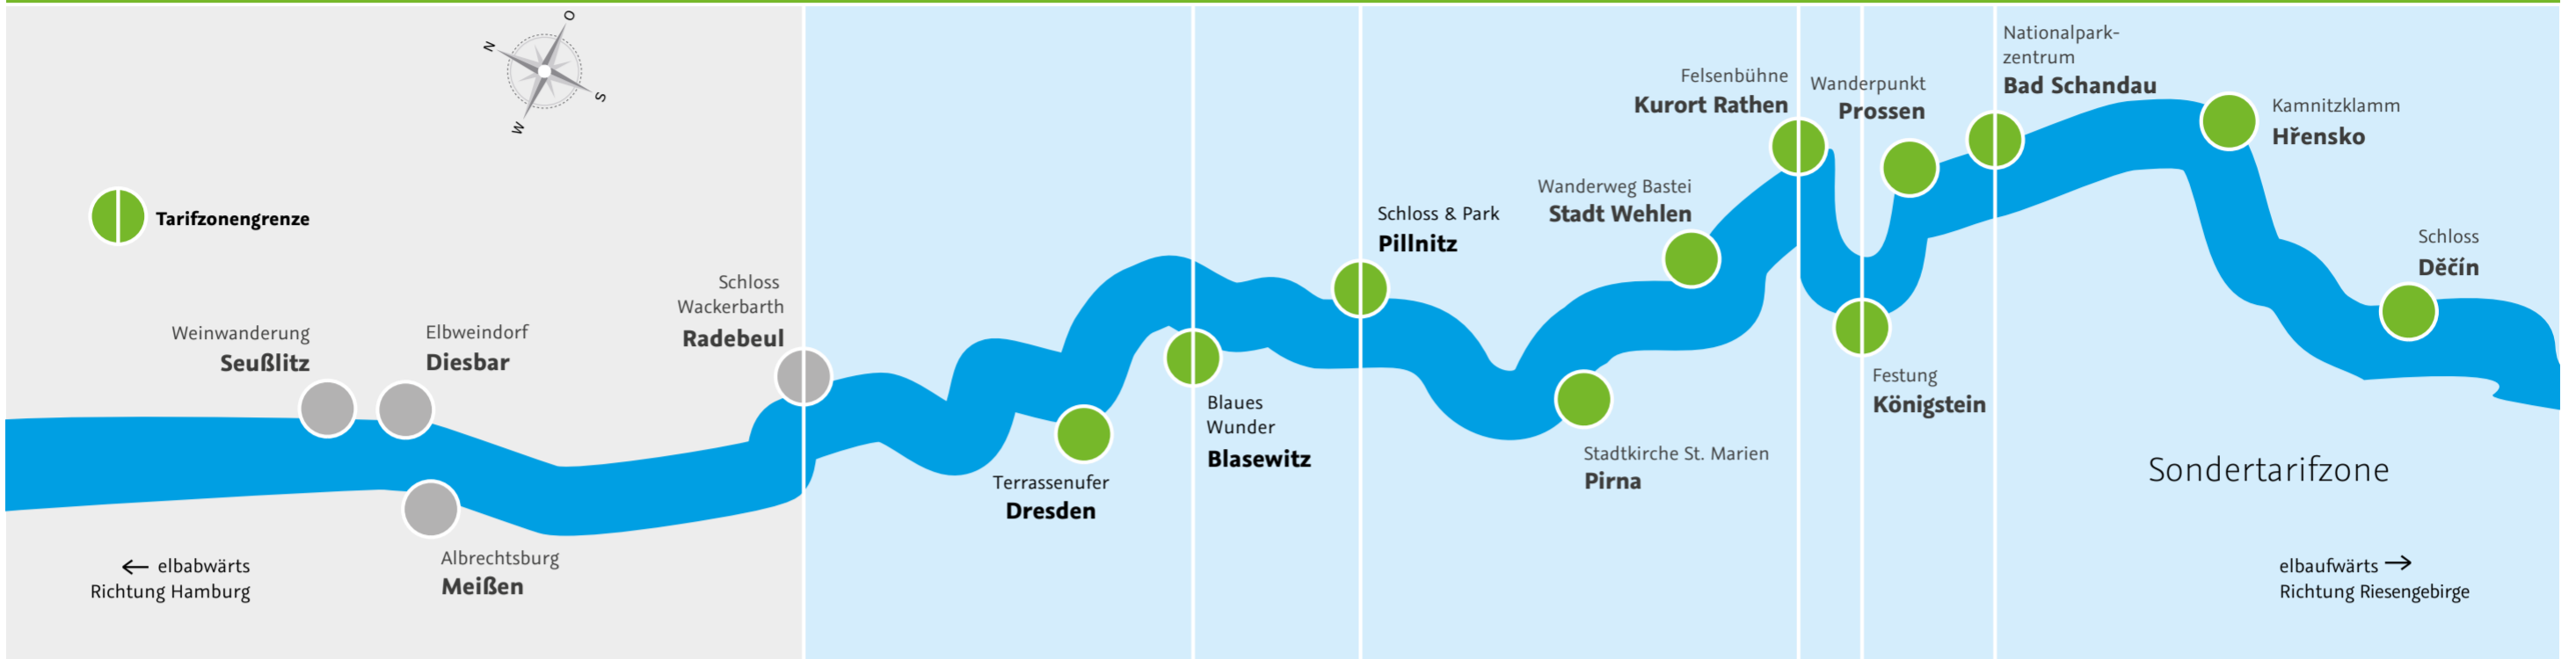 O
N
S
W
Tarifzonengrenze
Weinwanderung
Seußlitz
Elbweindorf
Diesbar
Albrechtsburg
Meißen
← elbabwärts
Richtung Hamburg
Schloss
Wackerbarth
Radebeul
Terrassenufer
Dresden
Blaues
Wunder
Blasewitz
Schloss & Park
Pillnitz
Stadtkirche St. Marien
Pirna
Wanderweg Bastei
Stadt Wehlen
Felsenbühne
Kurort Rathen
Festung
Königstein
Wanderpunkt
Prossen
Nationalpark-
zentrum
Bad Schandau
Kamnitzklamm
Hřensko
Schloss
Děčín
Sondertarifzone
elbaufwärts →
Richtung Riesengebirge